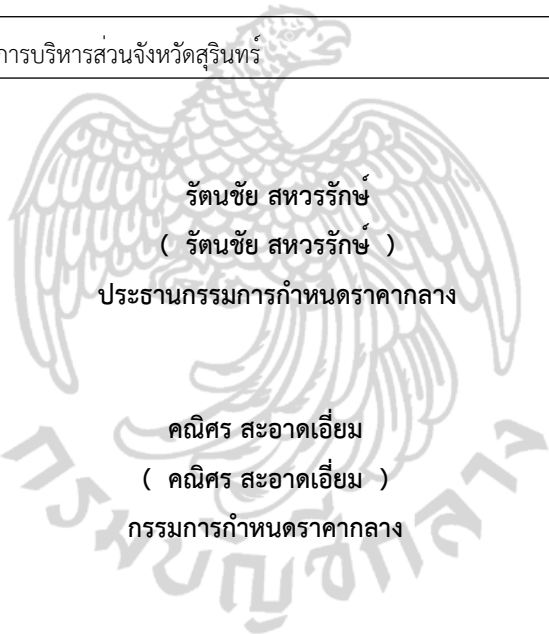 การบริหารส่วนจังหวัดสุรินทร์
รัตนชัย สหวรรักษ์
( รัตนชัย สหวรรักษ์ )
ประธานกรรมการกำหนดราคากลาง
คณิศร สะอาดเอี่ยม
( คณิศร สะอาดเอี่ยม )
กรรมการกำหนดราคากลาง
กรมบัญชีกลาง